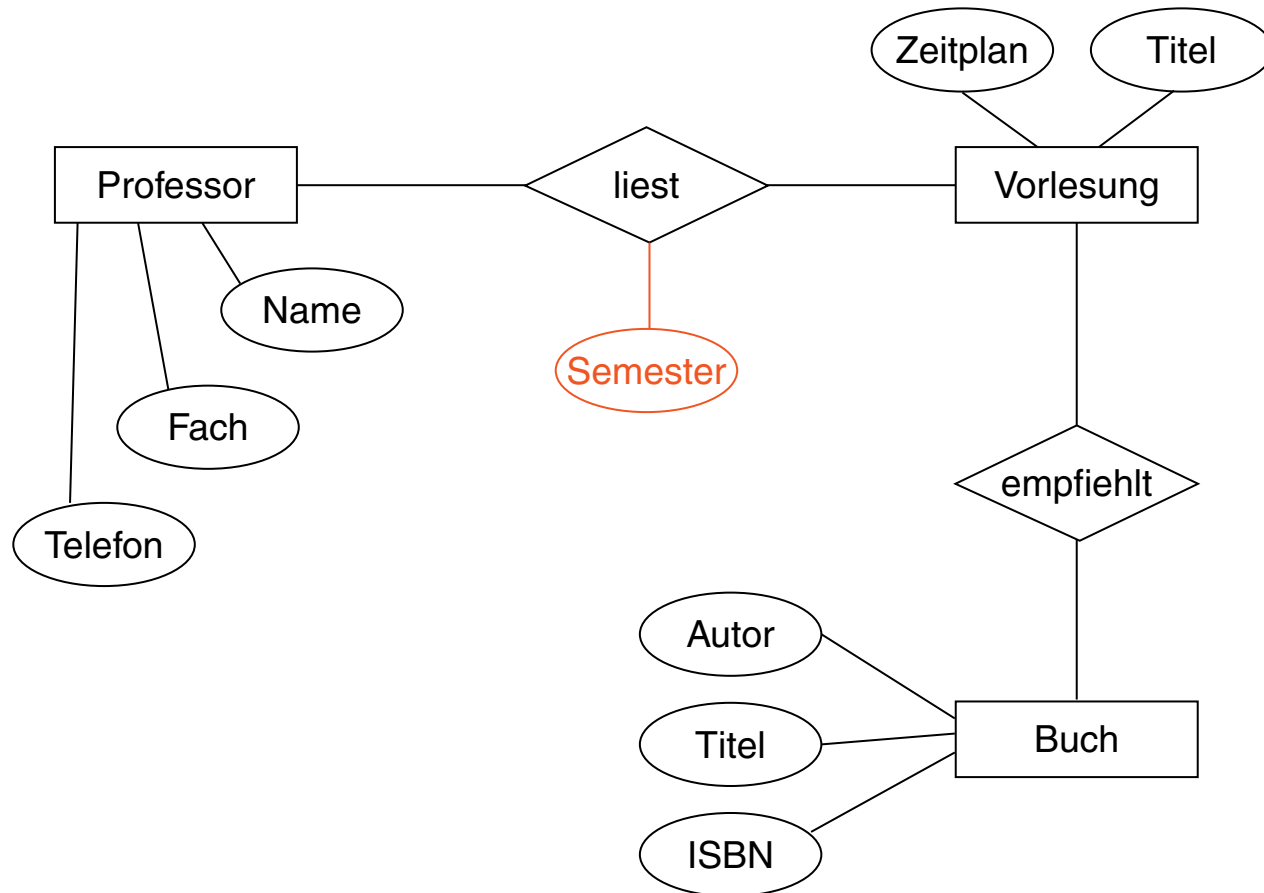 Zeitplan
Titel
Professor
liest
Vorlesung
Name
Semester
Fach
empfiehlt
Telefon
Autor
Titel
Buch
ISBN